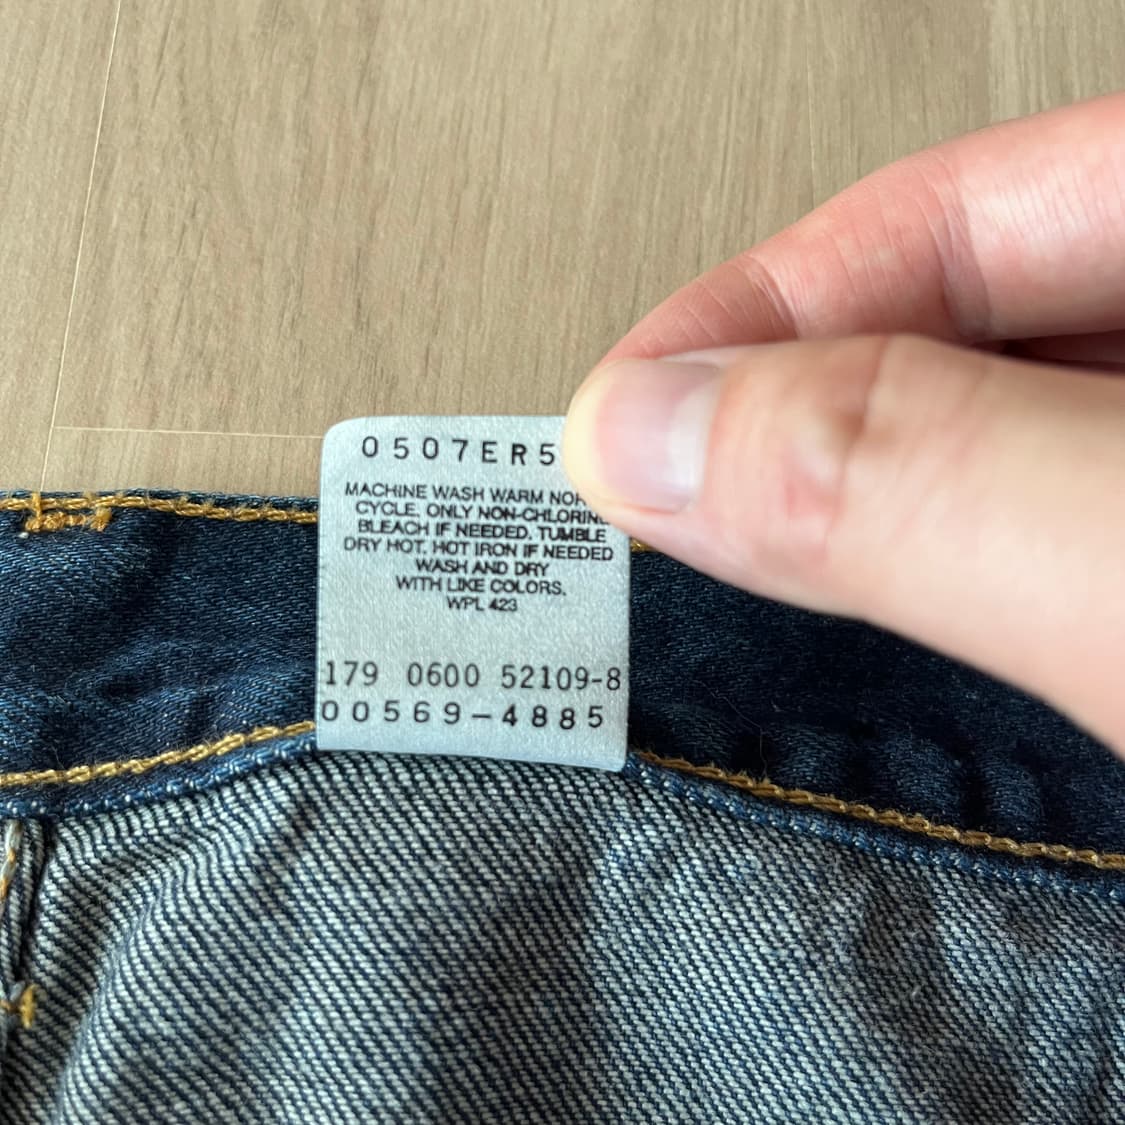 0507ER5
MACHINE WASH WARM
CYCLE. ONLY NON-CHLORINE
BLEACH IF NEEDED. TUMBLE
DRY HOT. HOT IRON IF NEEDED
WASH AND DRY
WITH LIKE COLORS.
WPL 423
179 0600 52109-8
00569-4885